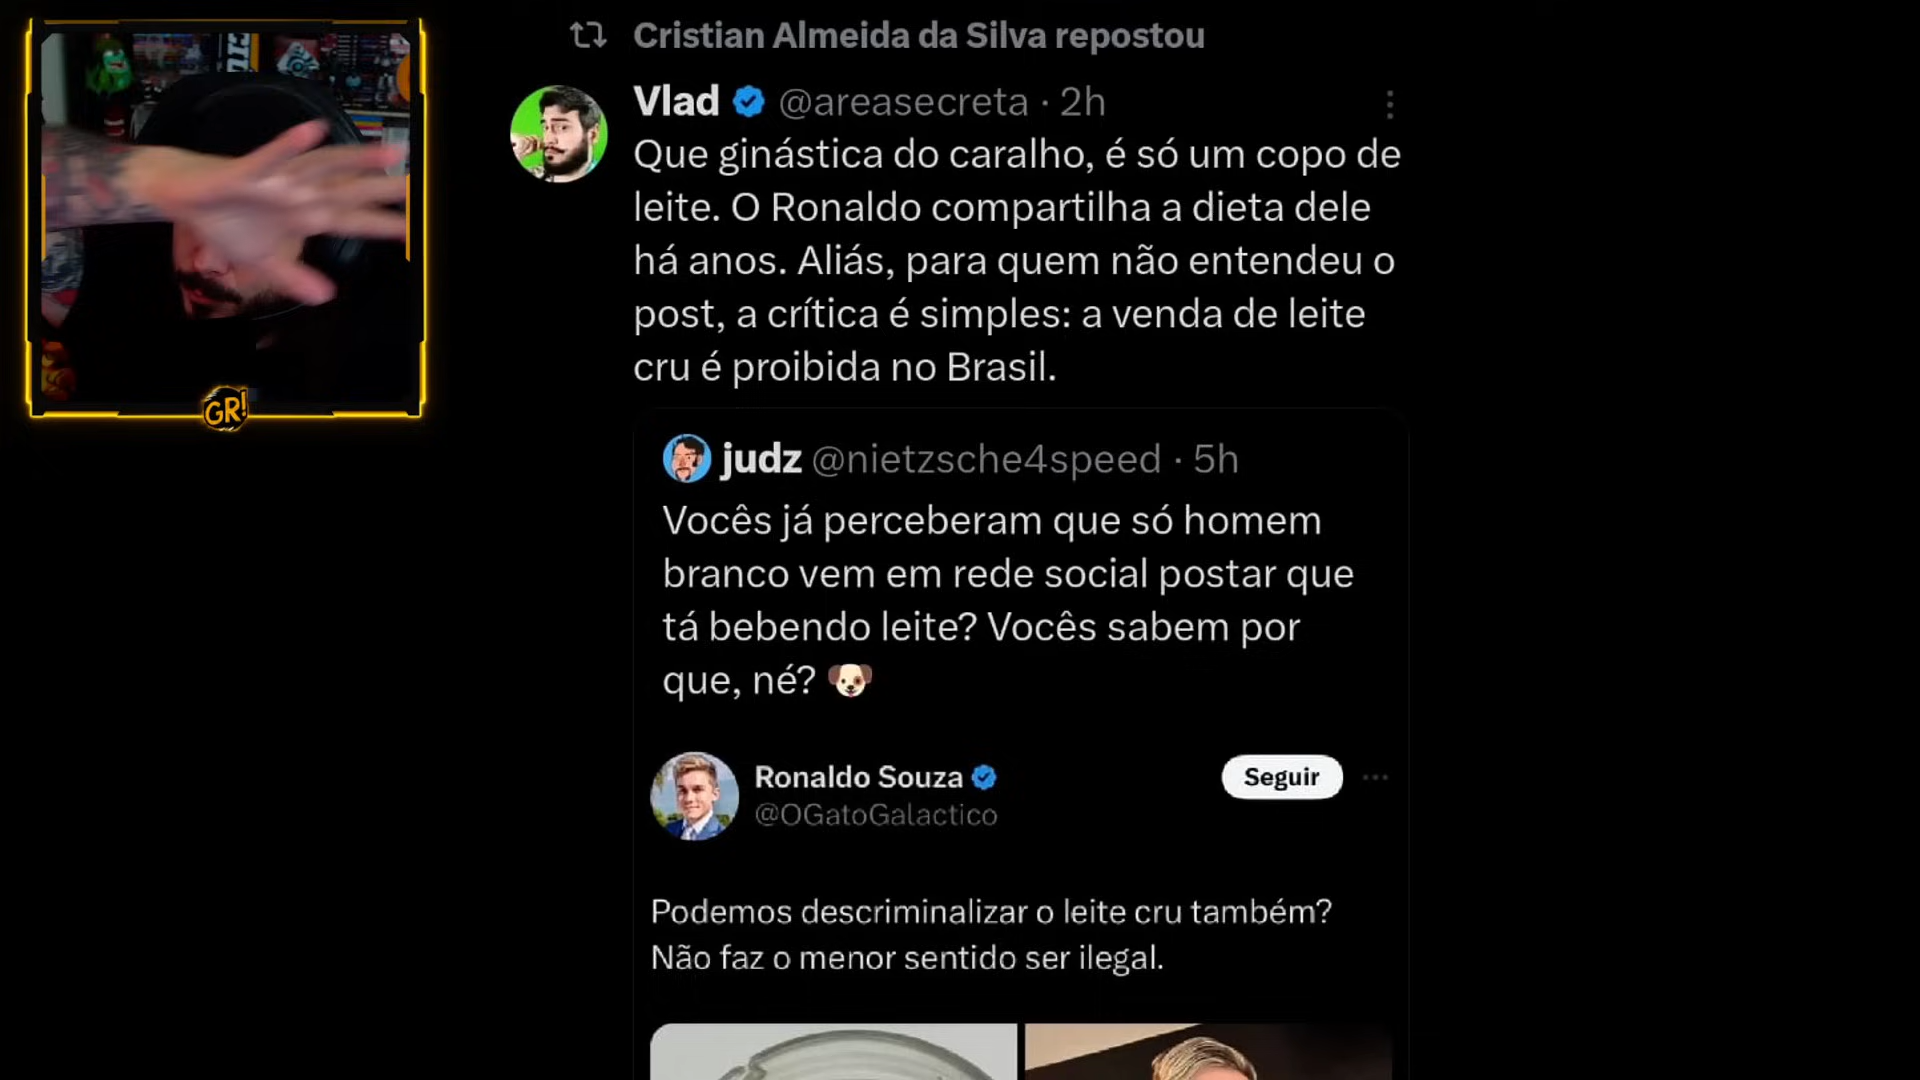 Cristian Almeida da Silva repostou
Vlad @areasecreta · 2h
Que ginástica do caralho, é só um copo de
leite. O Ronaldo compartilha a dieta dele
há anos. Aliás, para quem não entendeu o
post, a crítica é simples: a venda de leite
cru é proibida no Brasil.
judz @nietzsche4speed · 5h
Vocês já perceberam que só homem
branco vem em rede social postar que
tá bebendo leite? Vocês sabem por
que, né? 🐶
Ronaldo Souza
Seguir
@OGatoGalactico
Podemos descriminalizar o leite cru também?
Não faz o menor sentido ser ilegal.
GR!